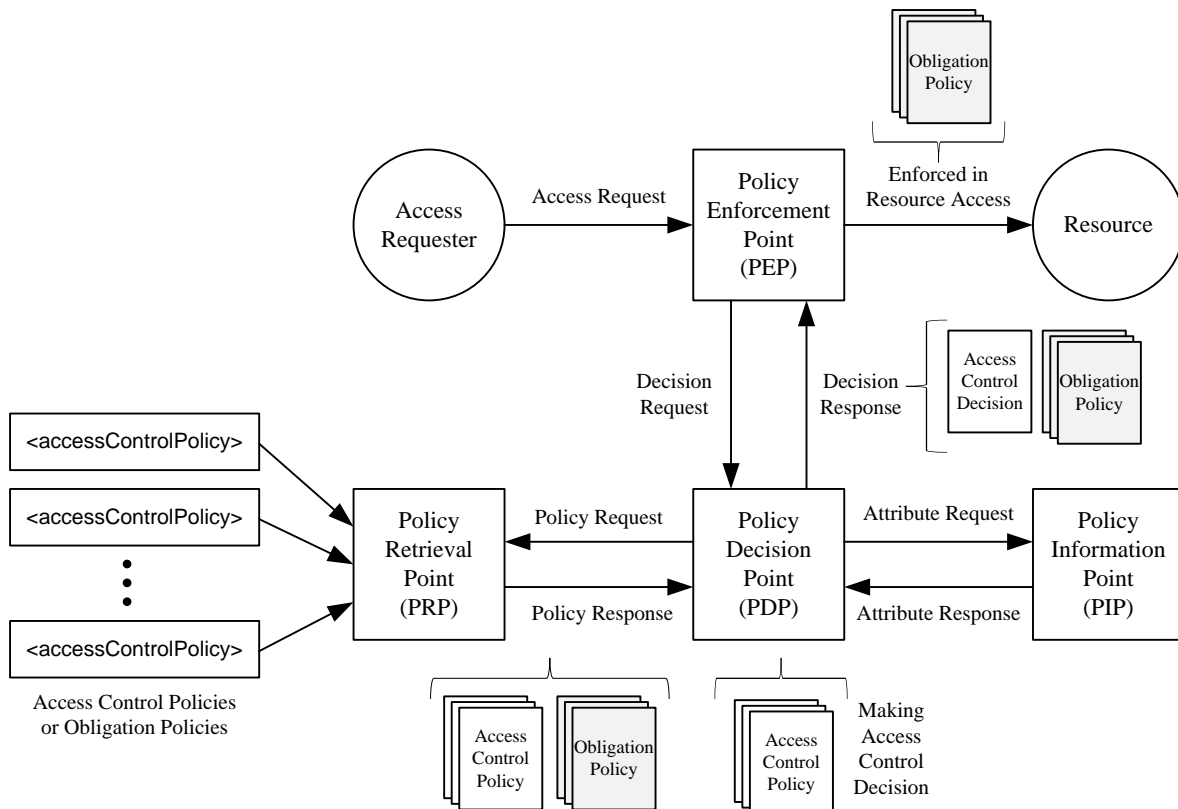 Obligation
Policy
Enforced in
Resource Access
Access
Requester
Access Request
Policy
Enforcement
Point
(PEP)
Resource
Decision
Request
Decision
Response
Access
Control
Decision
Obligation
Policy
<accessControlPolicy>
<accessControlPolicy>
<accessControlPolicy>
Access Control Policies
or Obligation Policies
Policy
Retrieval
Point
(PRP)
Policy Request
Policy Response
Policy
Decision
Point
(PDP)
Attribute Request
Attribute Response
Policy
Information
Point
(PIP)
Access
Control
Policy
Obligation
Policy
Access
Control
Policy
Making
Access
Control
Decision